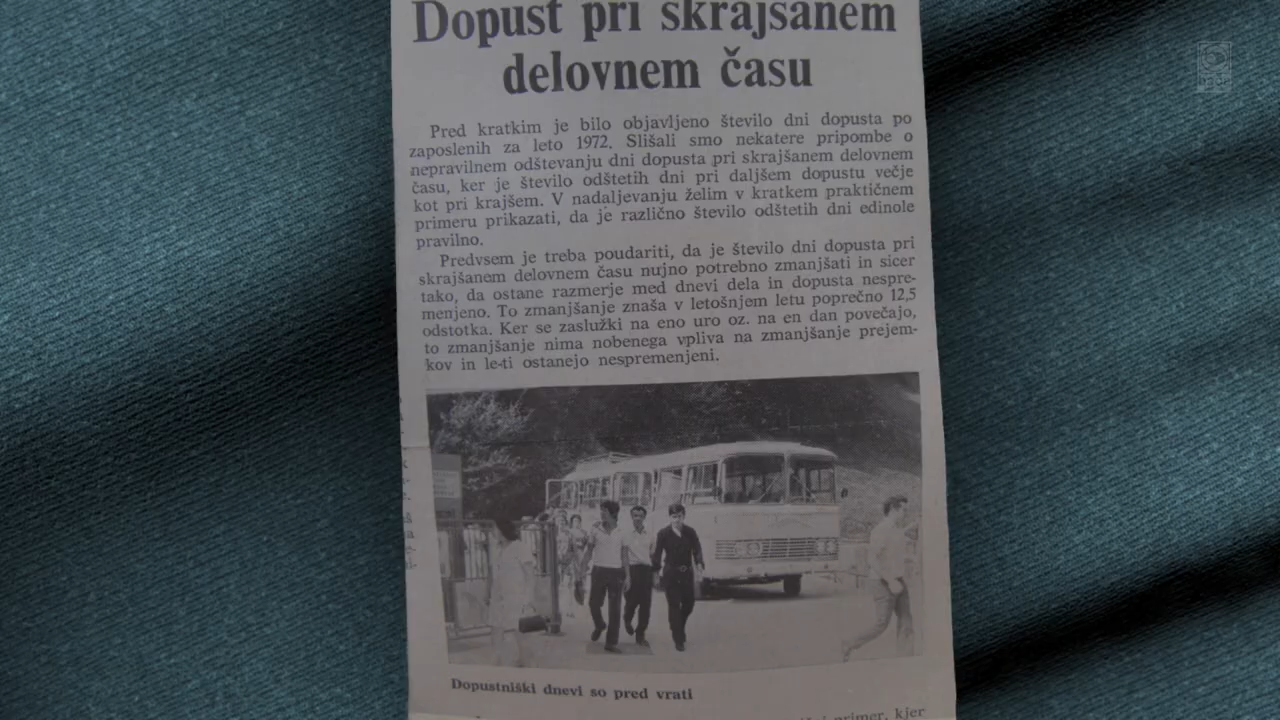 Dopust pri skrajšanem
delovnem času
Pred kratkim je bilo objavljeno število dni dopusta po
zaposlenih za leto 1972. Slišali smo nekatere pripombe o
nepravilnem odštevanju dni dopusta pri skrajšanem delovnem
času, ker je število odštetih dni pri daljšem dopustu večje
kot pri krajšem. V nadaljevanju želim v kratkem praktičnem
primeru prikazati, da je različno število odštetih dni edinole
pravilno.
Predvsem je treba poudariti, da je število dni dopusta pri
skrajšanem delovnem času nujno potrebno zmanjšati in sicer
tako, da ostane razmerje med dnevi dela in dopusta nespre-
menjeno. To zmanjšanje znaša v letošnjem letu poprečno 12,5
odstotka. Ker se zaslužki na eno uro oz. na en dan povečajo,
to zmanjšanje nima nobenega vpliva na zmanjšanje prejem-
kov in le-ti ostanejo nespremenjeni.
Dopustniški dnevi so pred vrati
primer, kjer